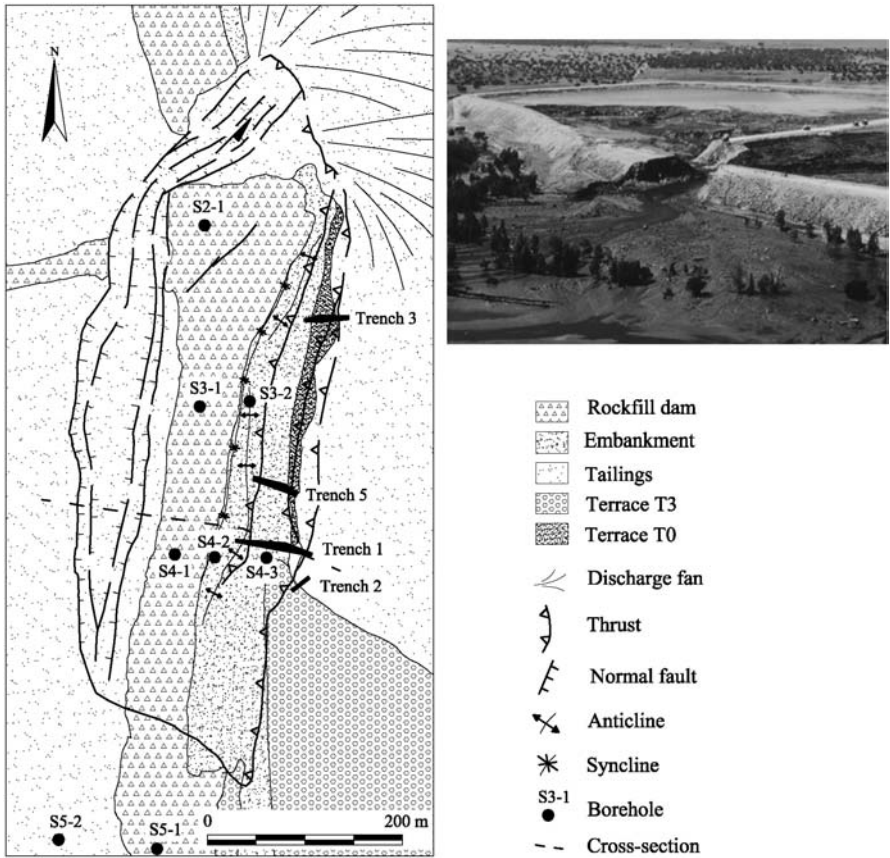 N
S2-1
Trench 3
S3-1
S3-2
Trench 5
S4-2
Trench 1
S4-1
S4-3
Trench 2
0 200 m
S5-2
S5-1
Rockfill dam
Embankment
Tailings
Terrace T3
Terrace T0
Discharge fan
Thrust
Normal fault
Anticline
Syncline
S3-1
Borehole
Cross-section